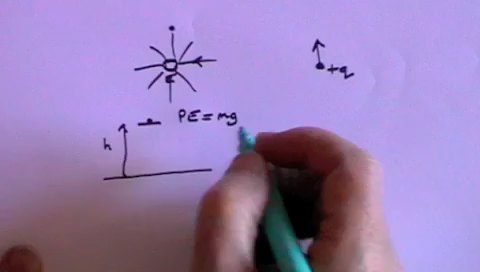 +q
PE = mg
h